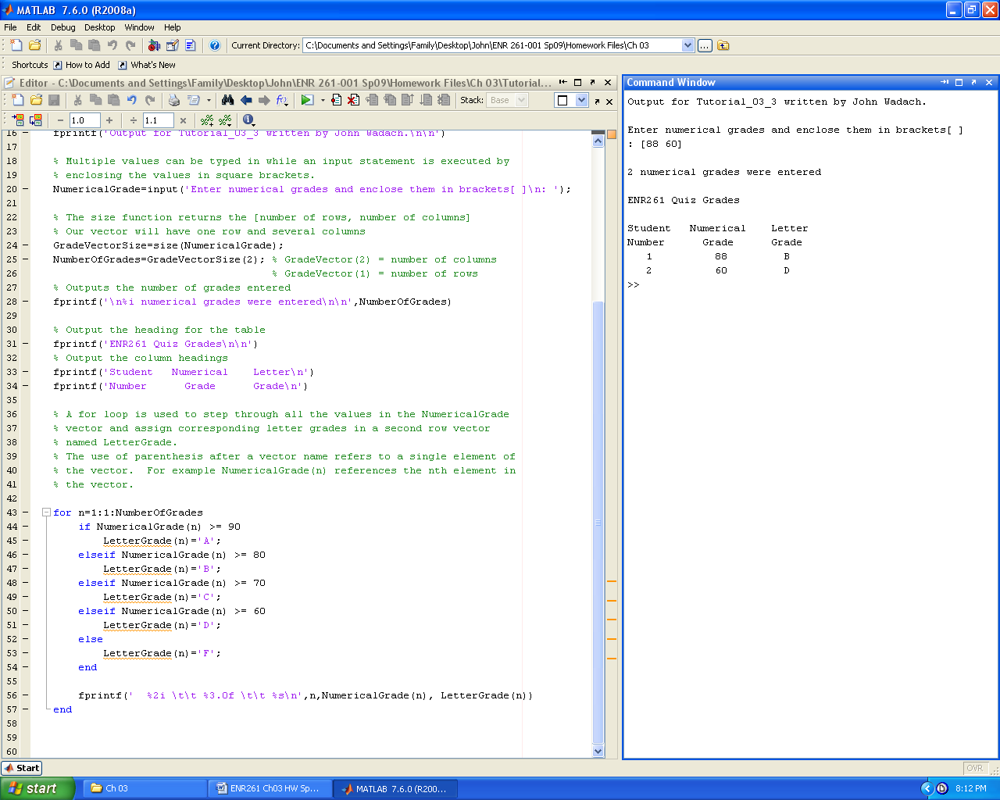 MATLAB  7.6.0 (R2008a)
File Edit Debug Desktop Window Help
Current Directory: C:\Documents and Settings\Family\Desktop\John\ENR 261-001 Sp09\Homework Files\Ch 03
Shortcuts How to Add What's New
Editor - C:\Documents and Settings\Family\Desktop\John\ENR 261-001 Sp09\Homework Files\Ch 03\Tutorial...
Stack: Base
1.0 1.1
16 fprintf('Output for Tutorial_03_3 written by John Wadach.\n\n')
17
18 % Multiple values can be typed in while an input statement is executed by
19 % enclosing the values in square brackets.
20 NumericalGrade=input('Enter numerical grades and enclose them in brackets[ ]\n: ');
21
22 % The size function returns the [number of rows, number of columns]
23 % Our vector will have one row and several columns
24 GradeVectorSize=size(NumericalGrade);
25 NumberOfGrades=GradeVectorSize(2); % GradeVector(2) = number of columns
26 % GradeVector(1) = number of rows
27 % Outputs the number of grades entered
28 fprintf('\n%i numerical grades were entered\n\n',NumberOfGrades)
29
30 % Output the heading for the table
31 fprintf('ENR261 Quiz Grades\n\n')
32 % Output the column headings
33 fprintf('Student   Numerical    Letter\n')
34 fprintf('Number      Grade      Grade\n')
35
36 % A for loop is used to step through all the values in the NumericalGrade
37 % vector and assign corresponding letter grades in a second row vector
38 % named LetterGrade.
39 % The use of parenthesis after a vector name refers to a single element of
40 % the vector.  For example NumericalGrade(n) references the nth element in
41 % the vector.
42
43 for n=1:1:NumberOfGrades
44 if NumericalGrade(n) >= 90
45 LetterGrade(n)='A';
46 elseif NumericalGrade(n) >= 80
47 LetterGrade(n)='B';
48 elseif NumericalGrade(n) >= 70
49 LetterGrade(n)='C';
50 elseif NumericalGrade(n) >= 60
51 LetterGrade(n)='D';
52 else
53 LetterGrade(n)='F';
54 end
55
56 fprintf('  %2i \t\t %3.0f \t\t %s\n',n,NumericalGrade(n), LetterGrade(n))
57 end
58
59
60
Command Window
Output for Tutorial_03_3 written by John Wadach.
Enter numerical grades and enclose them in brackets[ ]
: [88 60]
2 numerical grades were entered
ENR261 Quiz Grades
Student   Numerical    Letter
Number      Grade      Grade
1 88 B
2 60 D
>>
Start
OVR
start Ch 03 ENR261 Ch03 HW Sp... MATLAB  7.6.0 (R200... 8:12 PM